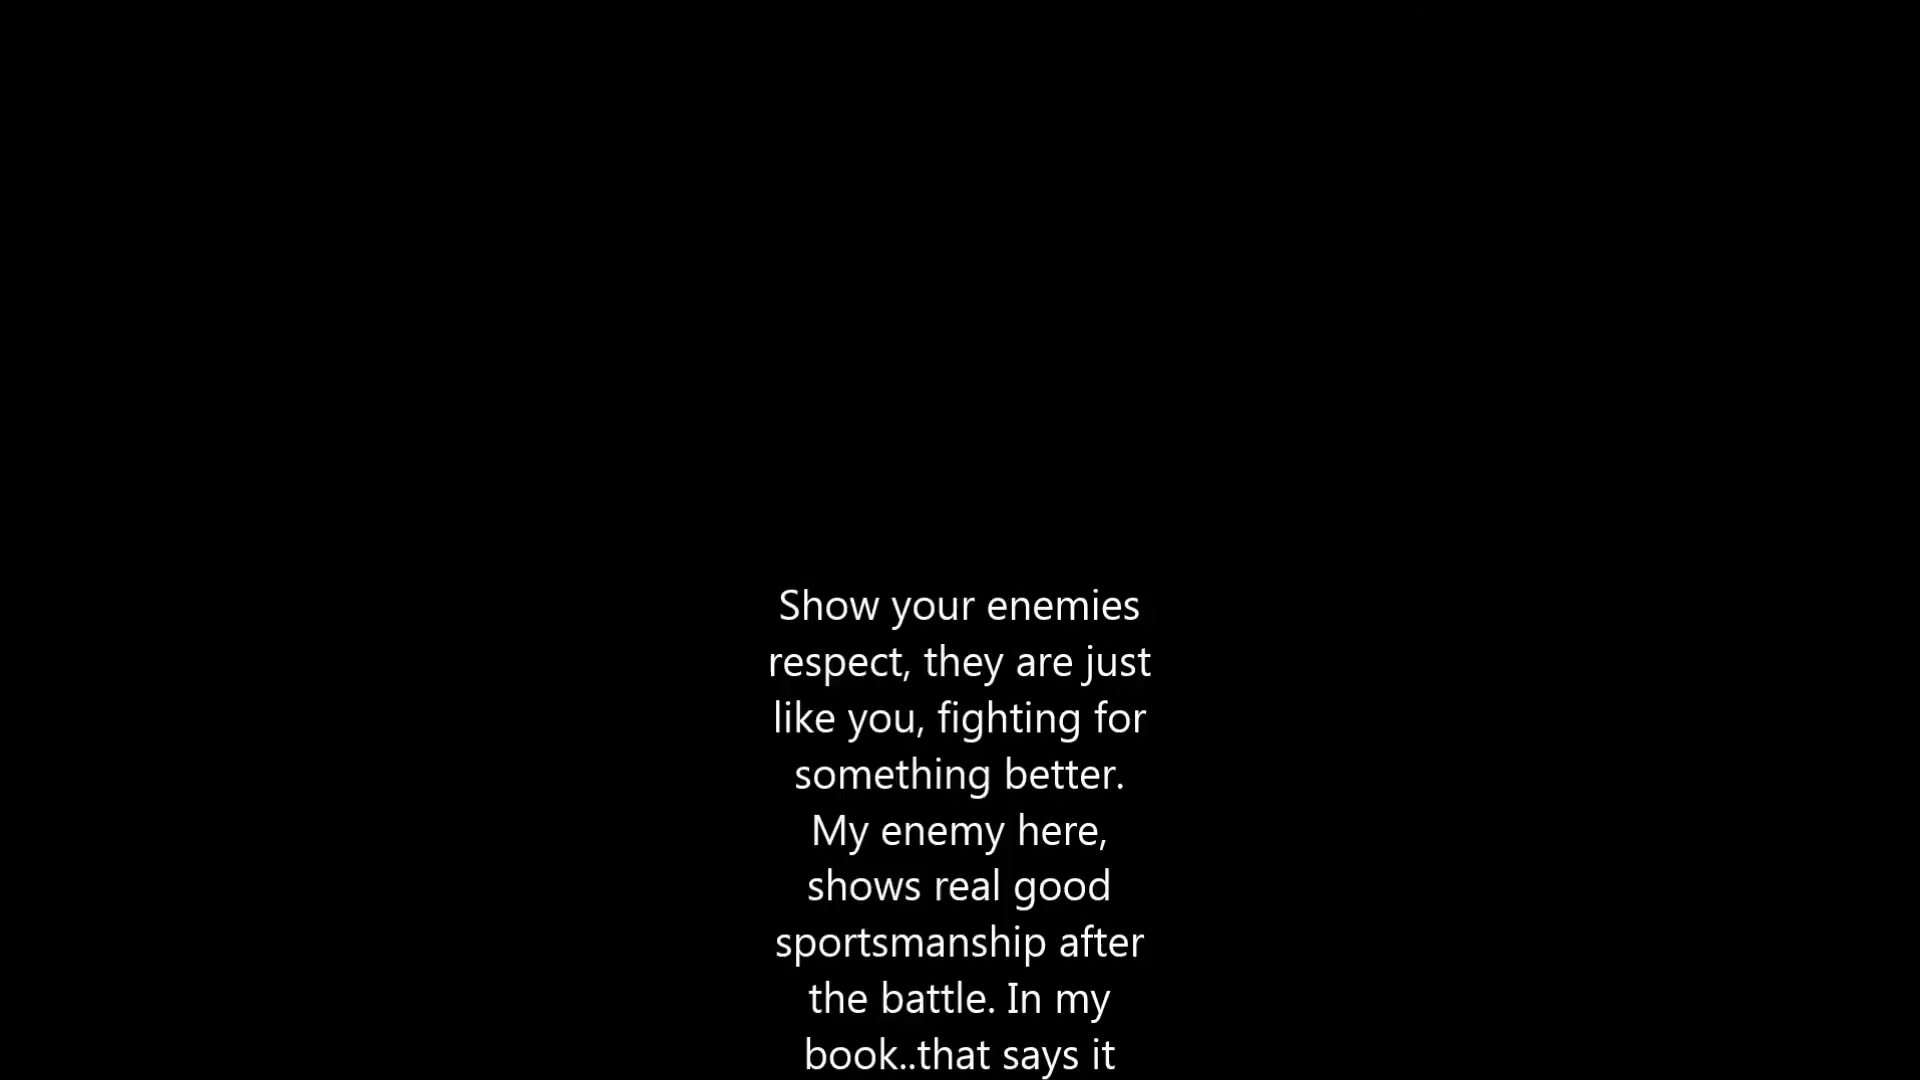 Show your enemies
respect, they are just
like you, fighting for
something better.
My enemy here,
shows real good
sportsmanship after
the battle. In my
book..that says it